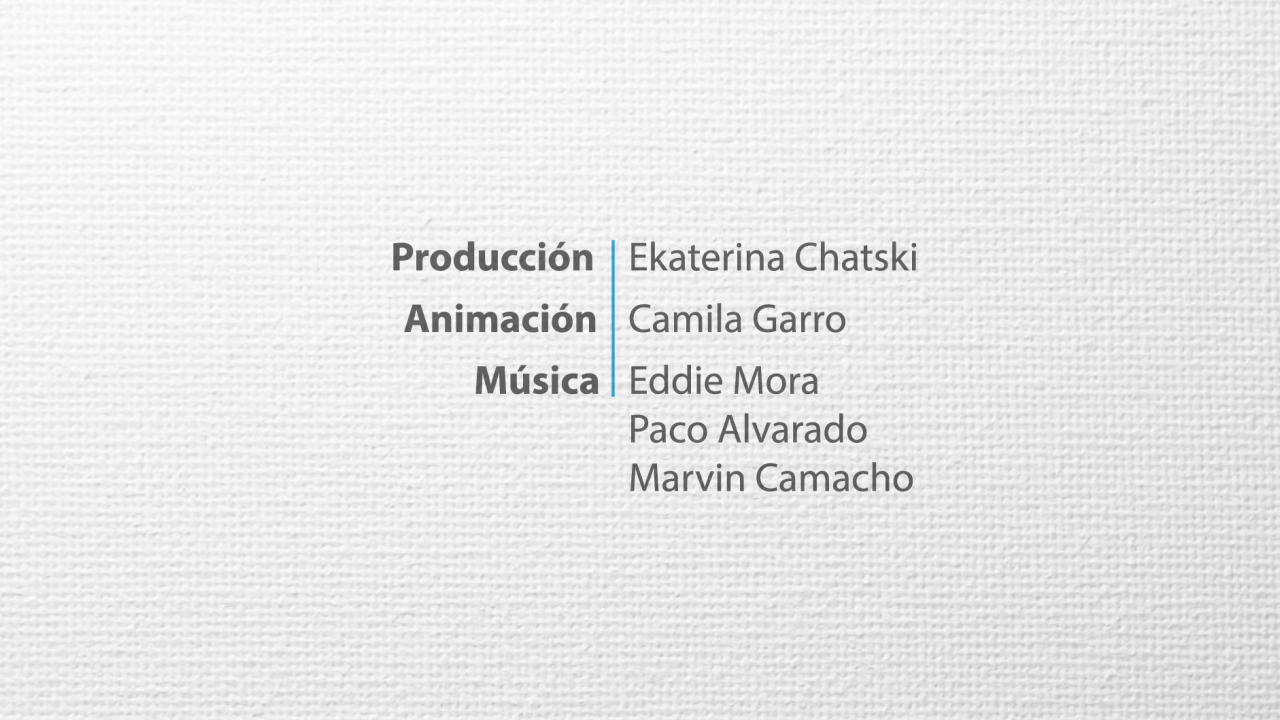 Producción Ekaterina Chatski
Animación Camila Garro
Música Eddie Mora
Paco Alvarado
Marvin Camacho